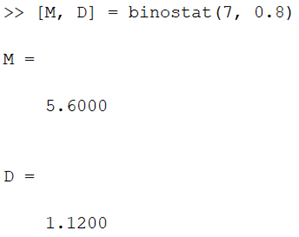 >> [M, D] = binostat(7, 0.8)
M =
5.6000
D =
1.1200